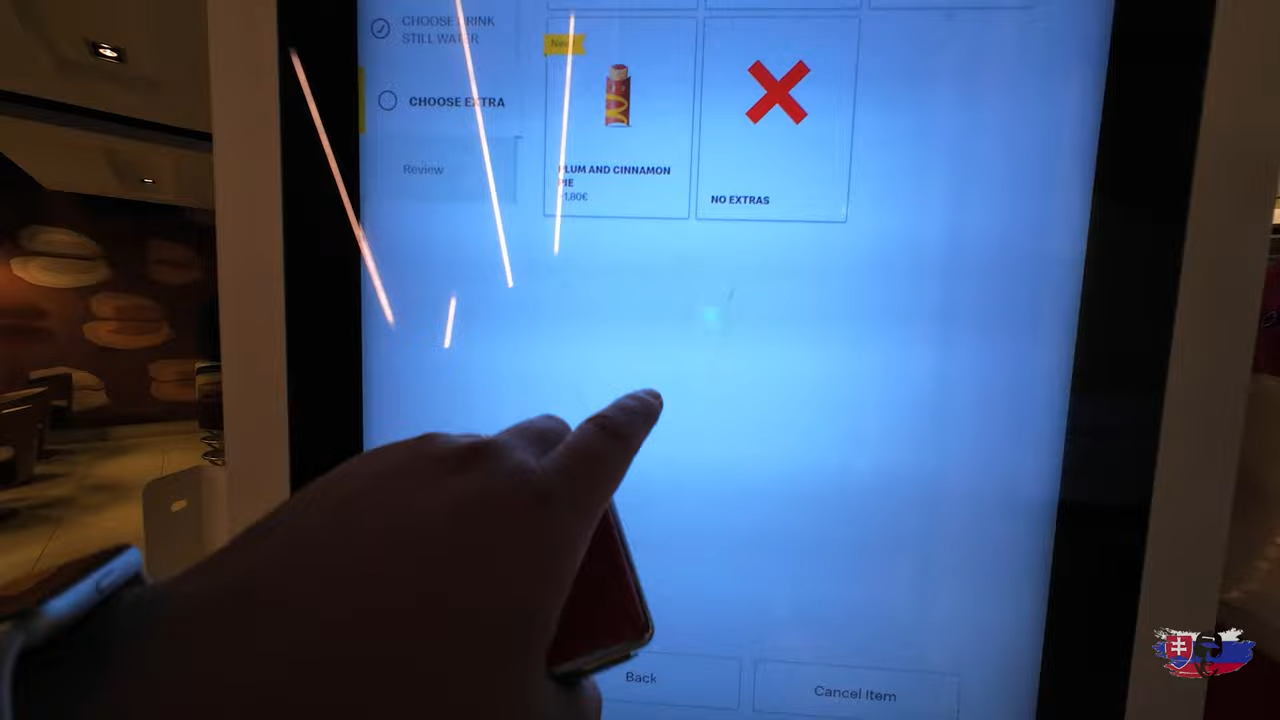 CHOOSE DRINK
STILL WATER
CHOOSE EXTRA
Review
New
PLUM AND CINNAMON
PIE
1,80€
NO EXTRAS
Back
Cancel Item